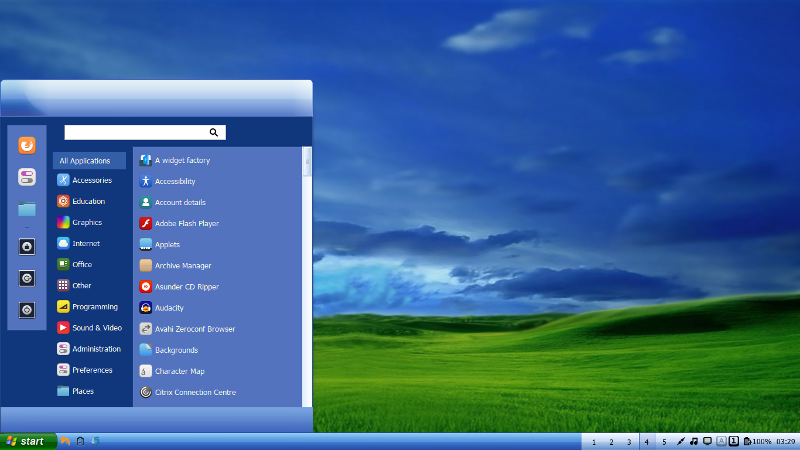 All Applications
Accessories
Education
Graphics
Internet
Office
Other
Programming
Sound & Video
Administration
Preferences
Places
A widget factory
Accessibility
Account details
Adobe Flash Player
Applets
Archive Manager
Asunder CD Ripper
Audacity
Avahi Zeroconf Browser
Backgrounds
Character Map
Citrix Connection Centre
start
1 2 3 4 5 A 1 100% 03:29